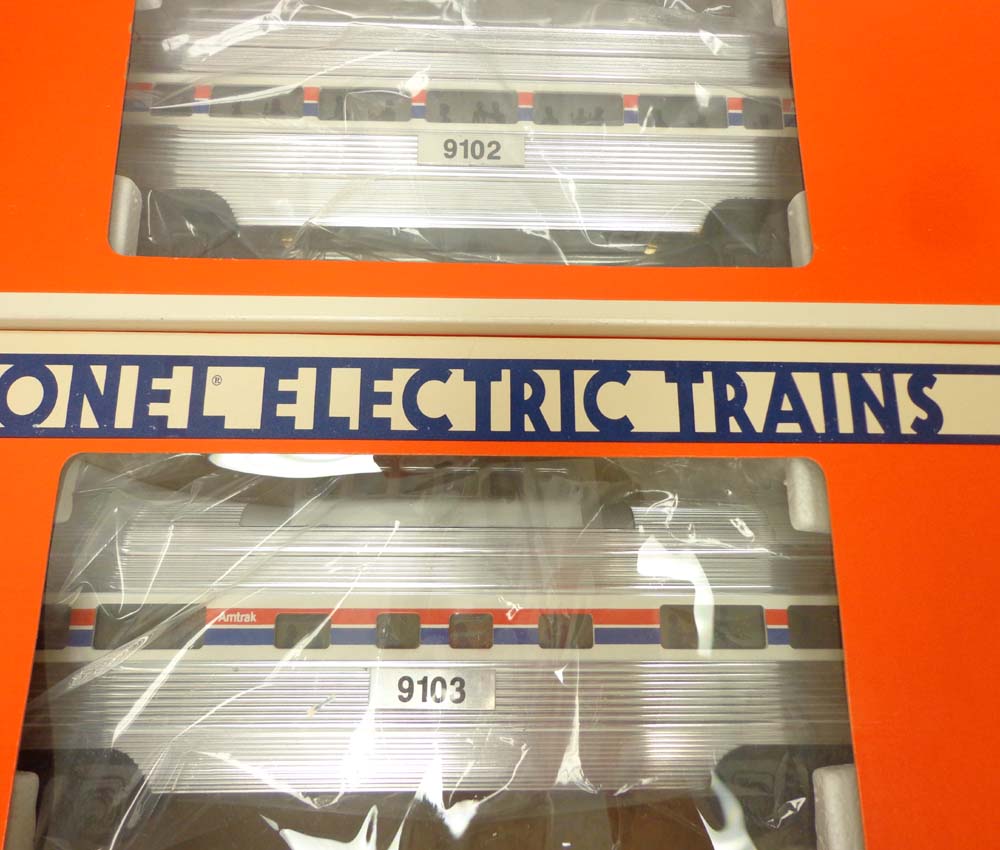 9102
ONEL® ELECTRIC TRAINS
Amtrak
9103